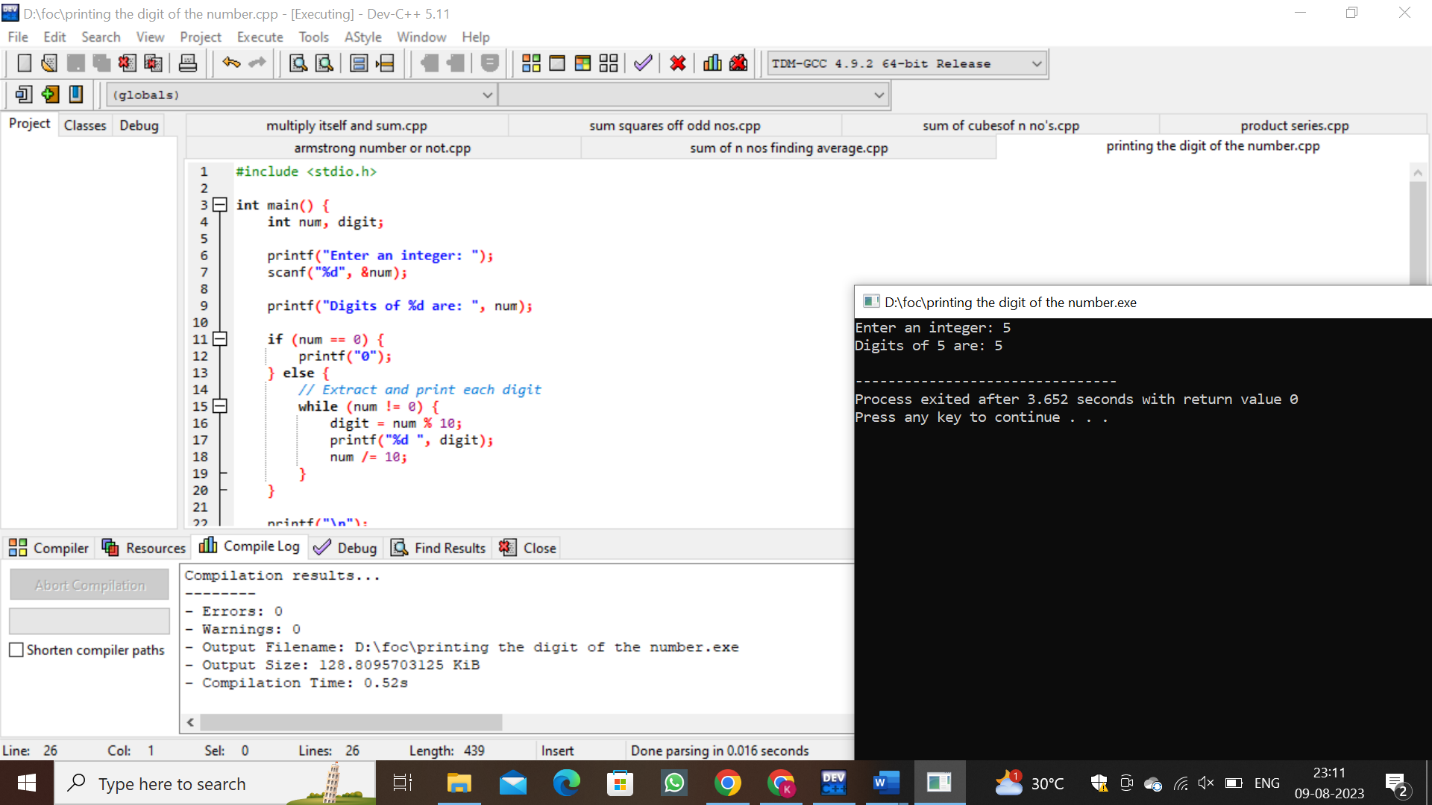 D:\foc\printing the digit of the number.cpp - [Executing] - Dev-C++ 5.11
File Edit Search View Project Execute Tools AStyle Window Help
TDM-GCC 4.9.2 64-bit Release
(globals)
Project Classes Debug
multiply itself and sum.cpp sum squares off odd nos.cpp sum of cubesof n no's.cpp product series.cpp
armstrong number or not.cpp sum of n nos finding average.cpp printing the digit of the number.cpp
1 #include <stdio.h>
2
3 int main() {
4 int num, digit;
5
6 printf("Enter an integer: ");
7 scanf("%d", &num);
8
9 printf("Digits of %d are: ", num);
10
11 if (num == 0) {
12 printf("0");
13 } else {
14 // Extract and print each digit
15 while (num != 0) {
16 digit = num % 10;
17 printf("%d ", digit);
18 num /= 10;
19 }
20 }
21
22 printf("\n");
D:\foc\printing the digit of the number.exe
Enter an integer: 5
Digits of 5 are: 5
--------------------------------
Process exited after 3.652 seconds with return value 0
Press any key to continue . . .
Compiler Resources Compile Log Debug Find Results Close
Abort Compilation
Shorten compiler paths
Compilation results...
--------
- Errors: 0
- Warnings: 0
- Output Filename: D:\foc\printing the digit of the number.exe
- Output Size: 128.8095703125 KiB
- Compilation Time: 0.52s
Line: 26 Col: 1 Sel: 0 Lines: 26 Length: 439 Insert Done parsing in 0.016 seconds
Type here to search
DEV
C++
W
K
1
30°C
ENG
23:11
09-08-2023
2